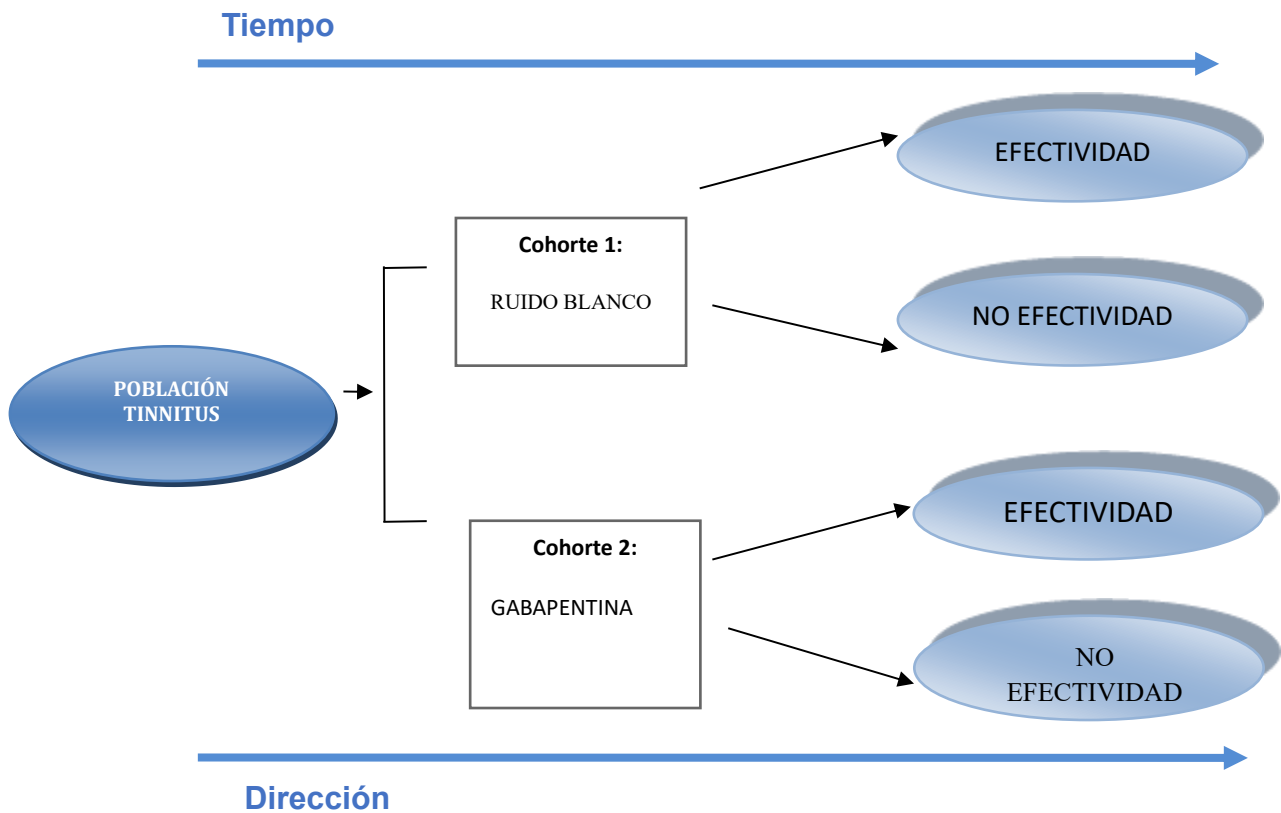 Tiempo
EFECTIVIDAD
Cohorte 1:
RUIDO BLANCO
NO EFECTIVIDAD
POBLACIÓN
TINNITUS
EFECTIVIDAD
Cohorte 2:
GABAPENTINA
NO
EFECTIVIDAD
Dirección